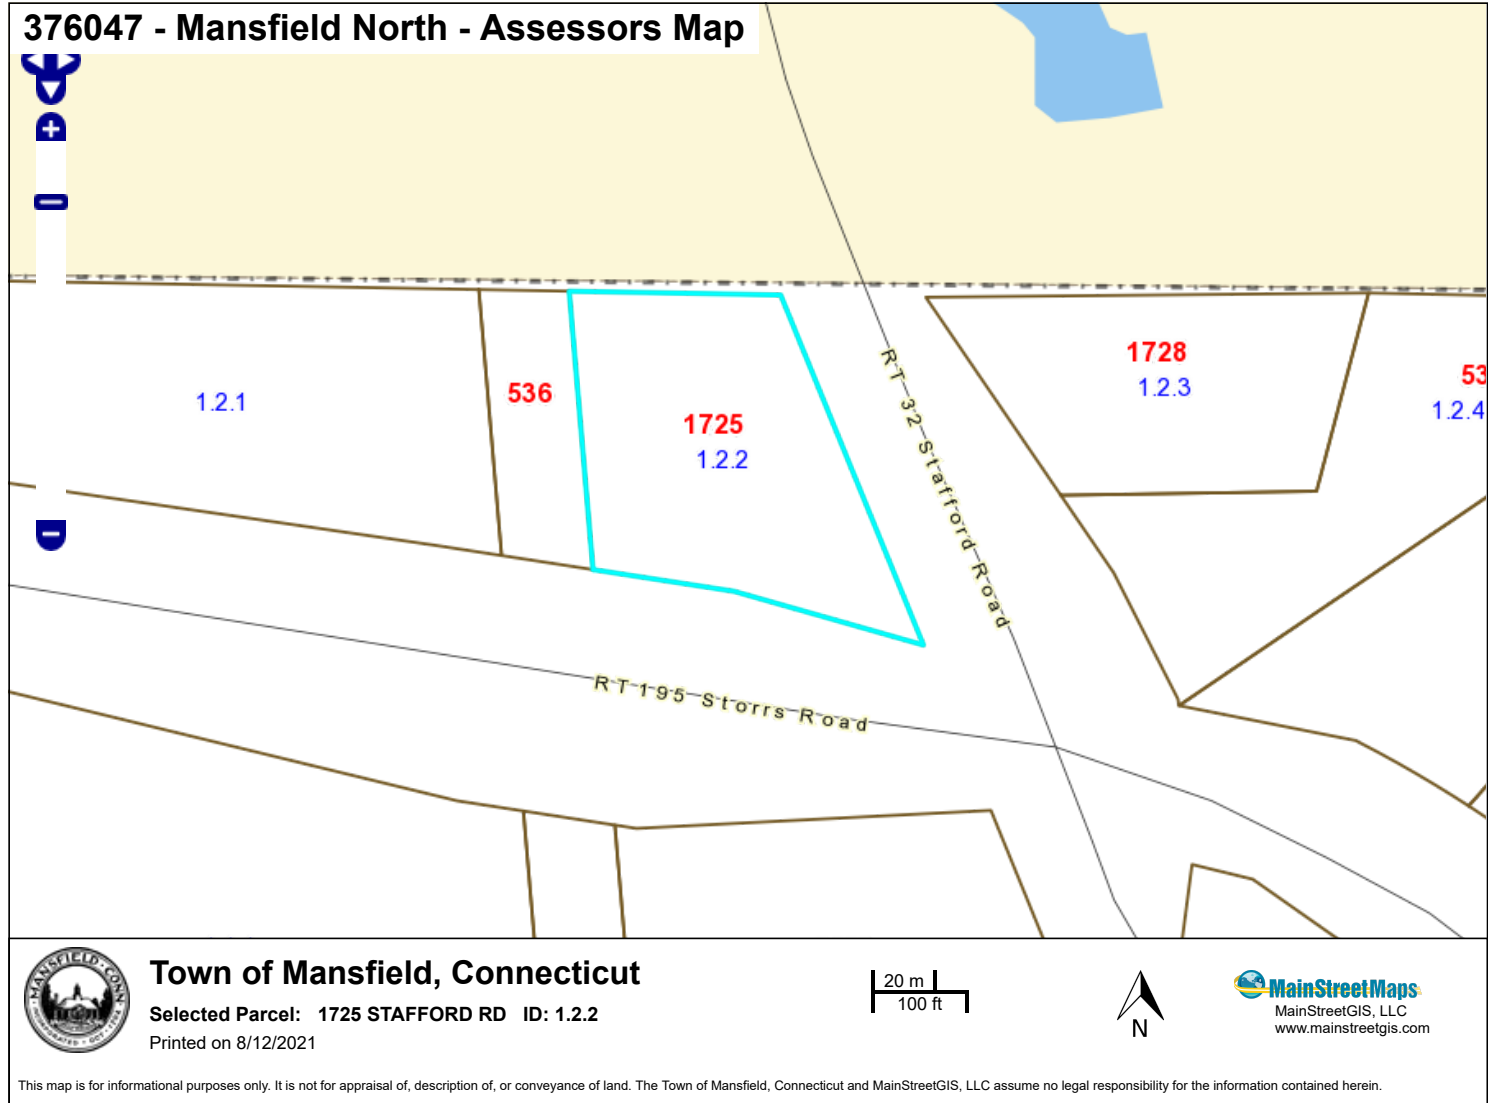 376047 - Mansfield North - Assessors Map
1.2.1
536
1725
1.2.2
RT 32 Stafford Road
1728
1.2.3
53
1.2.4
RT 195 Storrs Road
MANSFIELD · CONN
Town of Mansfield, Connecticut
Selected Parcel: 1725 STAFFORD RD ID: 1.2.2
Printed on 8/12/2021
20 m
100 ft
N
MainStreetMaps
MainStreetGIS, LLC
www.mainstreetgis.com
This map is for informational purposes only. It is not for appraisal of, description of, or conveyance of land. The Town of Mansfield, Connecticut and MainStreetGIS, LLC assume no legal responsibility for the information contained herein.